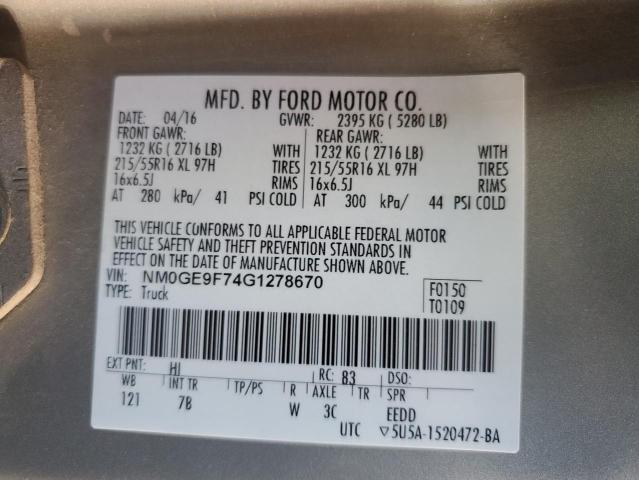 MFD. BY FORD MOTOR CO.
DATE: 04/16 GVWR: 2395 KG ( 5280 LB)
FRONT GAWR: REAR GAWR:
1232 KG ( 2716 LB) WITH 1232 KG ( 2716 LB) WITH
215/55R16 XL 97H TIRES 215/55R16 XL 97H TIRES
16x6.5J RIMS 16x6.5J RIMS
AT 280 kPa/ 41 PSI COLD AT 300 kPa/ 44 PSI COLD
THIS VEHICLE CONFORMS TO ALL APPLICABLE FEDERAL MOTOR
VEHICLE SAFETY AND THEFT PREVENTION STANDARDS IN
EFFECT ON THE DATE OF MANUFACTURE SHOWN ABOVE.
VIN: NM0GE9F74G1278670 F0150
TYPE: Truck T0109
EXT PNT: HI RC: 83 DSO:
WB INT TR TP/PS R AXLE TR SPR
121 7B W 3C EEDD
UTC ▽5U5A-1520472-BA